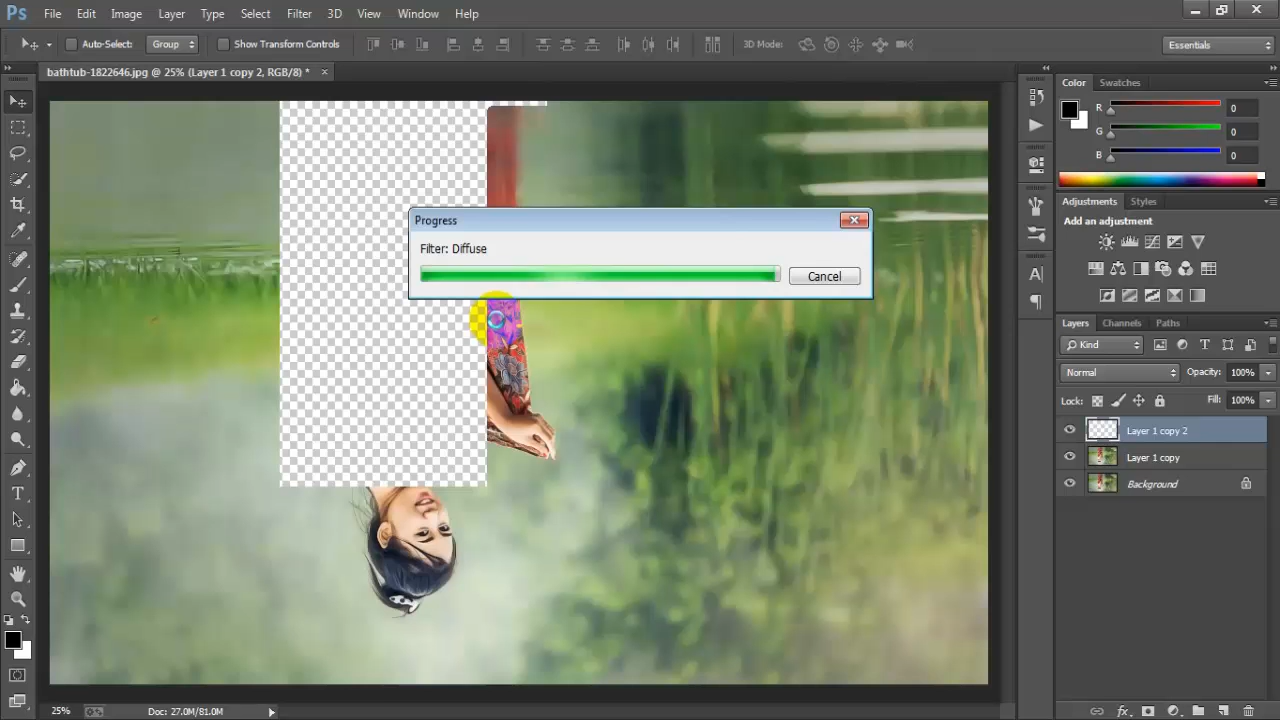 Ps File Edit Image Layer Type Select Filter 3D View Window Help
Auto-Select: Group Show Transform Controls 3D Mode: Essentials
bathtub-1822646.jpg @ 25% (Layer 1 copy 2, RGB/8) *
Color Swatches
R 0
G 0
B 0
Adjustments Styles
Add an adjustment
Progress
Filter: Diffuse
Cancel
Layers Channels Paths
Kind
Normal Opacity: 100%
Lock: Fill: 100%
Layer 1 copy 2
Layer 1 copy
Background
25% Doc: 27.0M/81.0M